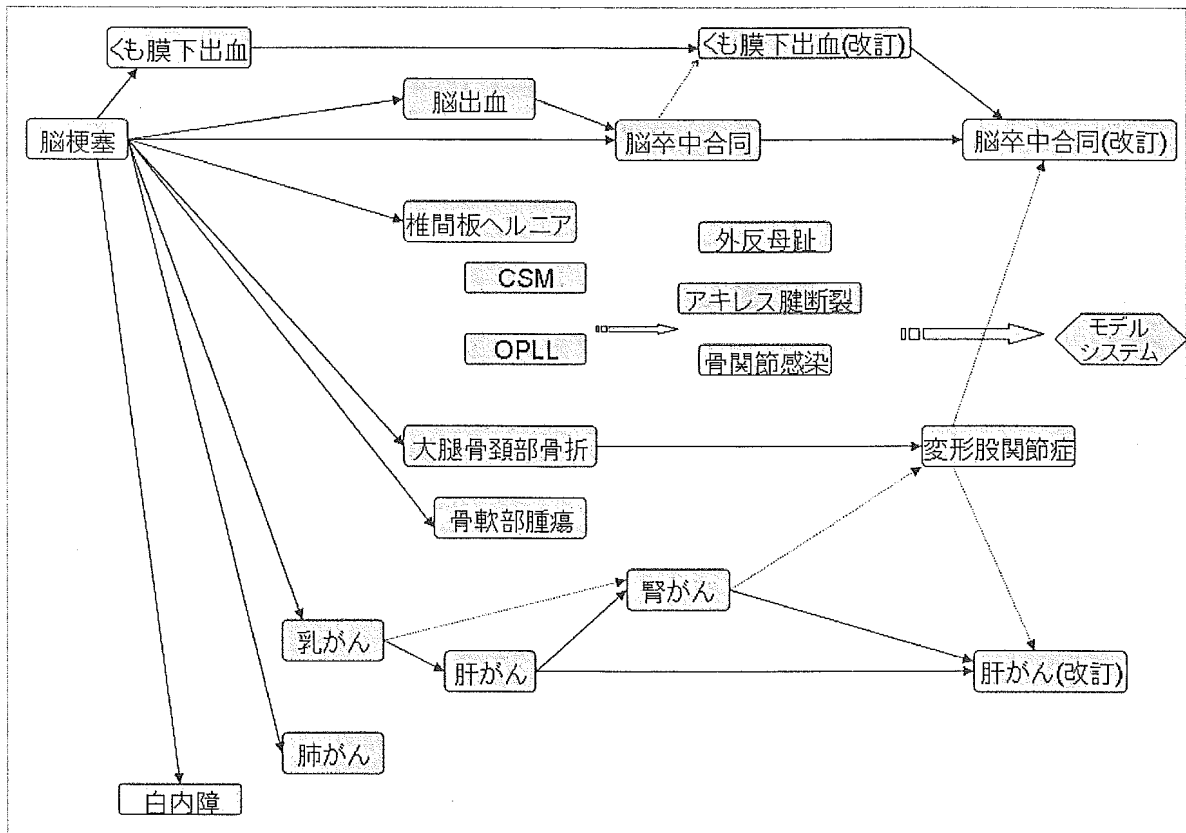 くも膜下出血
くも膜下出血(改訂)
脳出血
脳梗塞
脳卒中合同
脳卒中合同(改訂)
椎間板ヘルニア
外反母趾
CSM
アキレス腱断裂
OPLL
骨関節感染
モデル
システム
大腿骨頚部骨折
変形股関節症
骨軟部腫瘍
腎がん
乳がん
肝がん
肝がん(改訂)
肺がん
白内障